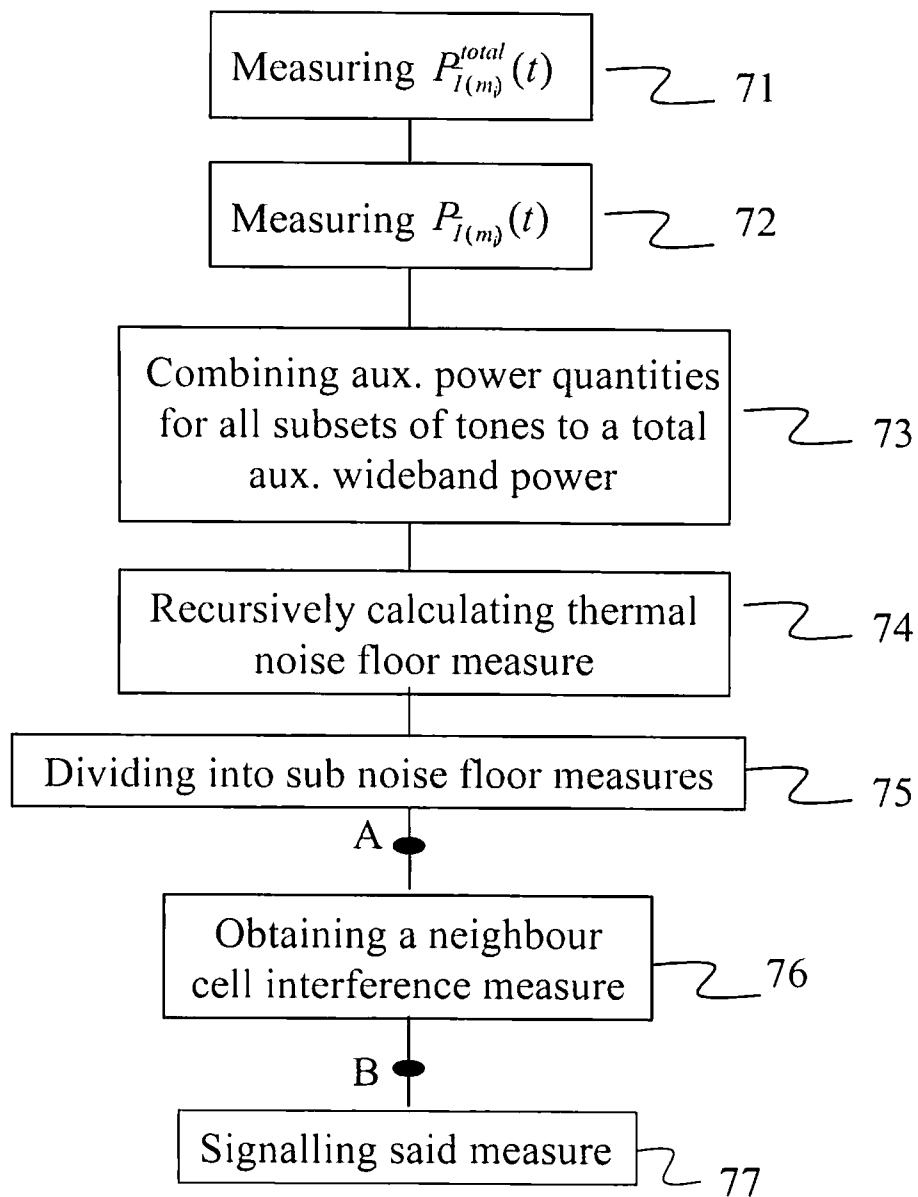 Measuring P_{I(m_i)}^{total}(t) 71
Measuring P_{I(m_i)}(t) 72
Combining aux. power quantities
for all subsets of tones to a total
aux. wideband power
73
Recursively calculating thermal
noise floor measure
74
Dividing into sub noise floor measures 75
A
Obtaining a neighbour
cell interference measure
76
B
Signalling said measure 77